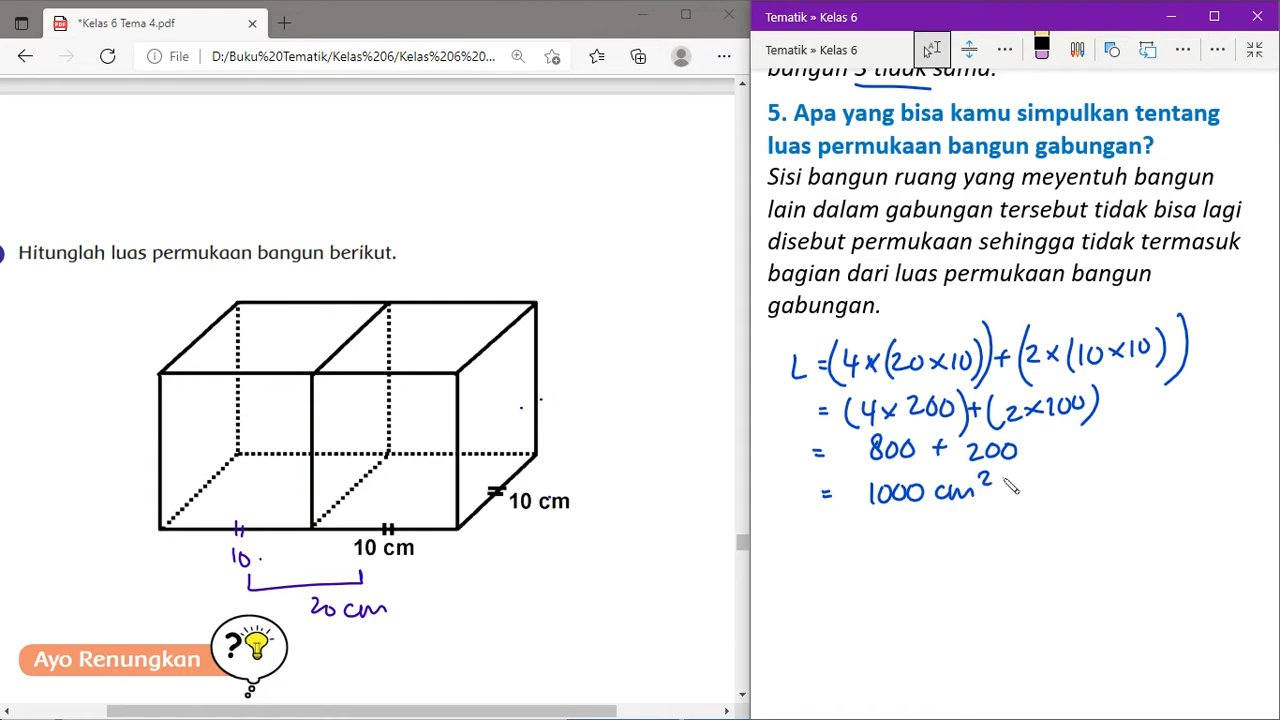 *Kelas 6 Tema 4.pdf
File
D:/Buku%20Tematik/Kelas%206/Kelas%206%20...
Hitunglah luas permukaan bangun berikut.
10 cm
10 cm
10
20 cm
Ayo Renungkan
?
Tematik » Kelas 6
Tematik » Kelas 6
bangun 3 tidak sama.
5. Apa yang bisa kamu simpulkan tentang
luas permukaan bangun gabungan?
Sisi bangun ruang yang meyentuh bangun
lain dalam gabungan tersebut tidak bisa lagi
disebut permukaan sehingga tidak termasuk
bagian dari luas permukaan bangun
gabungan.
L = (4 x (20 x 10)) + (2 x (10 x 10))
= (4 x 200) + (2 x 100)
= 800 + 200
= 1000 cm²